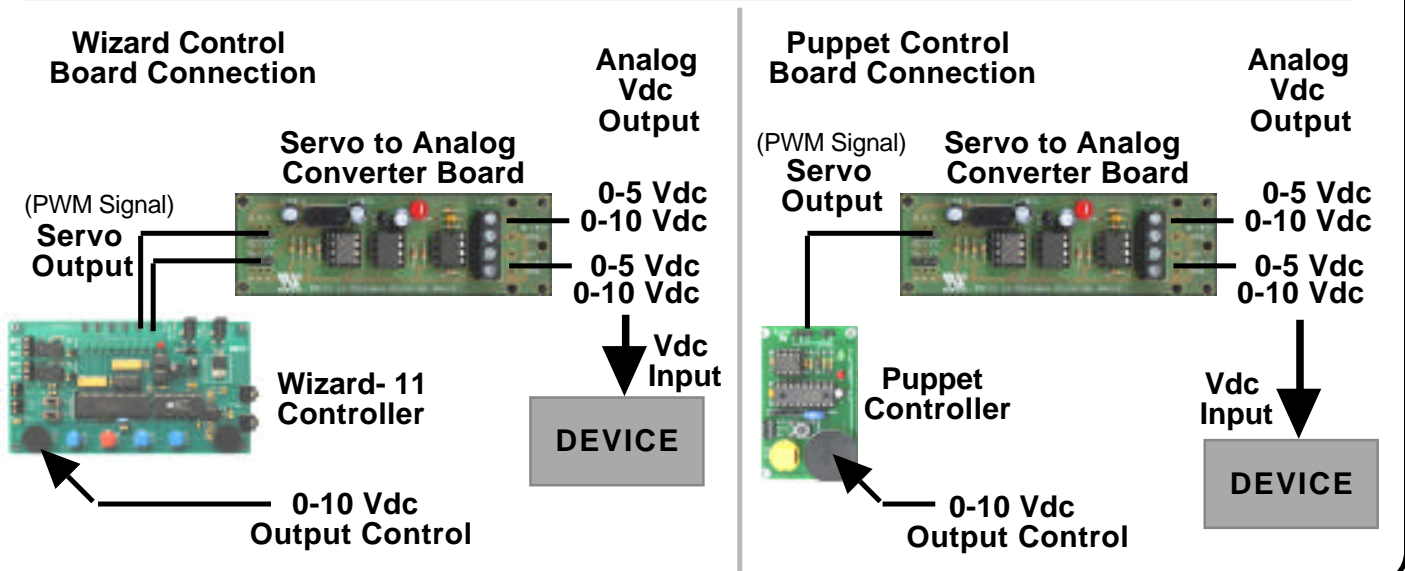 Wizard Control
Board Connection
Analog
Vdc
Output
Servo to Analog
Converter Board
(PWM Signal)
Servo
Output
0-5 Vdc
0-10 Vdc
0-5 Vdc
0-10 Vdc
Vdc
Input
Wizard- 11
Controller
DEVICE
0-10 Vdc
Output Control
Puppet Control
Board Connection
Analog
Vdc
Output
(PWM Signal)
Servo
Output
Servo to Analog
Converter Board
0-5 Vdc
0-10 Vdc
0-5 Vdc
0-10 Vdc
Puppet
Controller
Vdc
Input
DEVICE
0-10 Vdc
Output Control